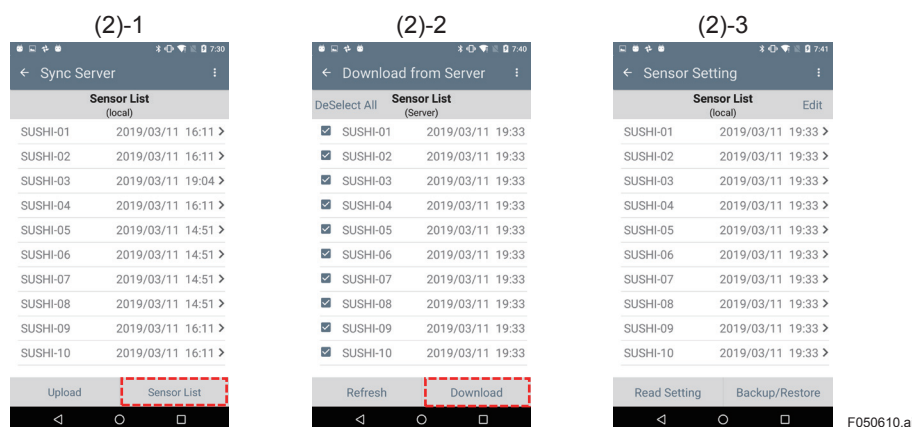 (2)-1
7:30
Sync Server
Sensor List
(local)
SUSHI-01 2019/03/11 16:11
SUSHI-02 2019/03/11 16:11
SUSHI-03 2019/03/11 19:04
SUSHI-04 2019/03/11 16:11
SUSHI-05 2019/03/11 14:51
SUSHI-06 2019/03/11 14:51
SUSHI-07 2019/03/11 14:51
SUSHI-08 2019/03/11 14:51
SUSHI-09 2019/03/11 16:11
SUSHI-10 2019/03/11 16:11
Upload Sensor List
(2)-2
7:40
Download from Server
DeSelect All Sensor List
(Server)
SUSHI-01 2019/03/11 19:33
SUSHI-02 2019/03/11 19:33
SUSHI-03 2019/03/11 19:33
SUSHI-04 2019/03/11 19:33
SUSHI-05 2019/03/11 19:33
SUSHI-06 2019/03/11 19:33
SUSHI-07 2019/03/11 19:33
SUSHI-08 2019/03/11 19:33
SUSHI-09 2019/03/11 19:33
SUSHI-10 2019/03/11 19:33
Refresh Download
(2)-3
7:41
Sensor Setting
Sensor List Edit
(local)
SUSHI-01 2019/03/11 19:33
SUSHI-02 2019/03/11 19:33
SUSHI-03 2019/03/11 19:33
SUSHI-04 2019/03/11 19:33
SUSHI-05 2019/03/11 19:33
SUSHI-06 2019/03/11 19:33
SUSHI-07 2019/03/11 19:33
SUSHI-08 2019/03/11 19:33
SUSHI-09 2019/03/11 19:33
SUSHI-10 2019/03/11 19:33
Read Setting Backup/Restore
F050610.a